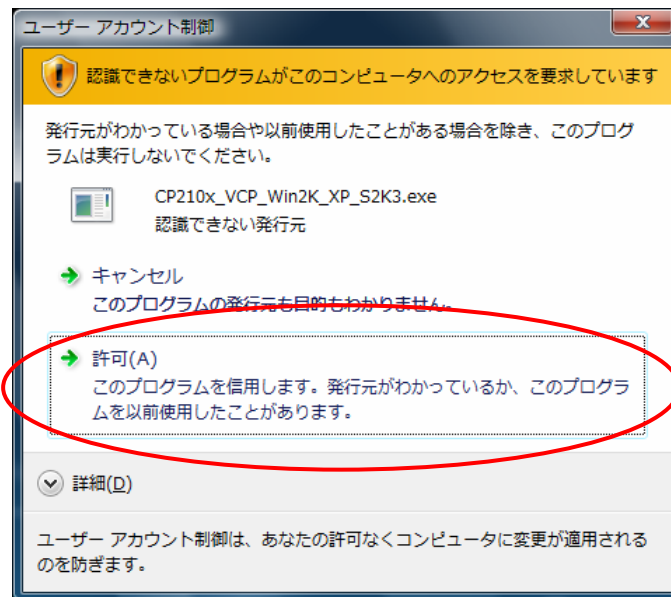 ユーザー アカウント制御
認識できないプログラムがこのコンピュータへのアクセスを要求しています
発行元がわかっている場合や以前使用したことがある場合を除き、このプログ
ラムは実行しないでください。
CP210x_VCP_Win2K_XP_S2K3.exe
認識できない発行元
キャンセル
このプログラムの発行元も目的もわかりません。
許可(A)
このプログラムを信用します。発行元がわかっているか、このプログラ
ムを以前使用したことがあります。
詳細(D)
ユーザー アカウント制御は、あなたの許可なくコンピュータに変更が適用される
のを防ぎます。